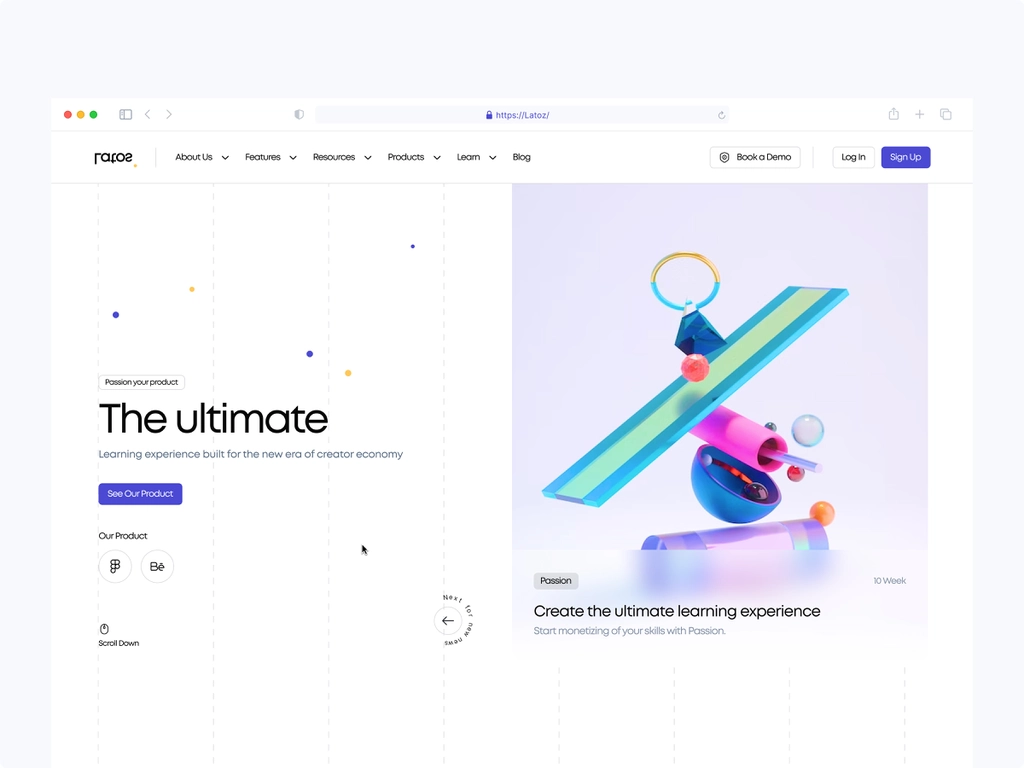 https://Latoz/
Latoz
About Us
Features
Resources
Products
Learn
Blog
Book a Demo
Log In
Sign Up
Passion your product
The ultimate
Learning experience built for the new era of creator economy
See Our Product
Our Product
Bē
Scroll Down
Next for new news
Passion
10 Week
Create the ultimate learning experience
Start monetizing of your skills with Passion.